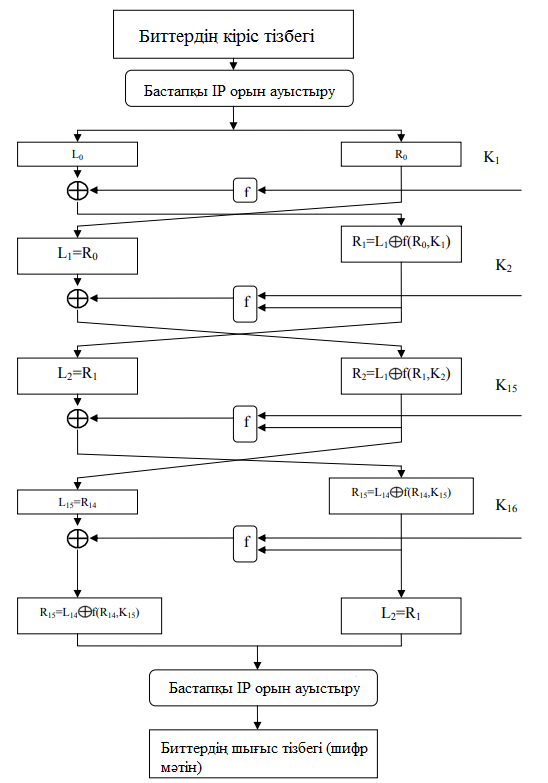 Биттердің кіріс тізбегі
Бастапқы IP орын ауыстыру
L₀
R₀
K₁
f
L₁=R₀
R₁=L₁⊕f(R₀,K₁)
K₂
f
L₂=R₁
R₂=L₁⊕f(R₁,K₂)
K₁₅
f
L₁₅=R₁₄
R₁₅=L₁₄⊕f(R₁₄,K₁₅)
K₁₆
f
R₁₅=L₁₄⊕f(R₁₄,K₁₅)
L₂=R₁
Бастапқы IP орын ауыстыру
Биттердің шығыс тізбегі (шифр
мәтін)